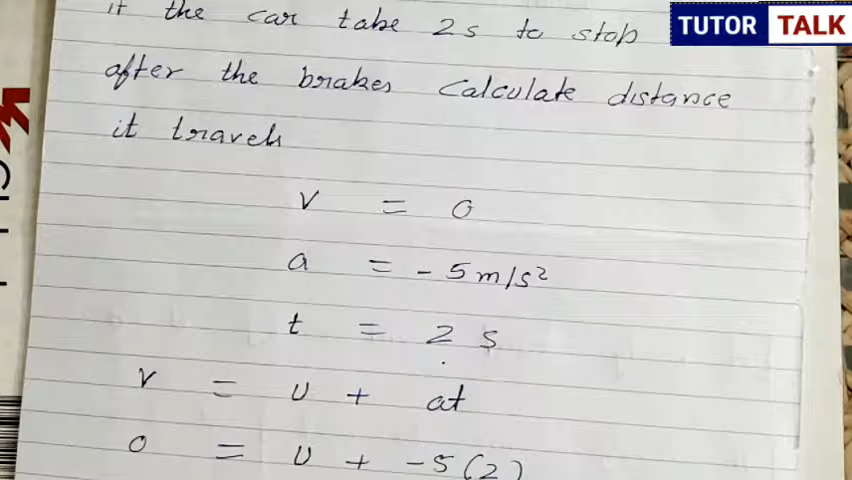 if the car take 2s to stop
TUTOR TALK
after the brakes Calculate distance
it travels
v = 0
a = -5m/s²
t = 2 s
v = u + at
0 = u + -5(2)